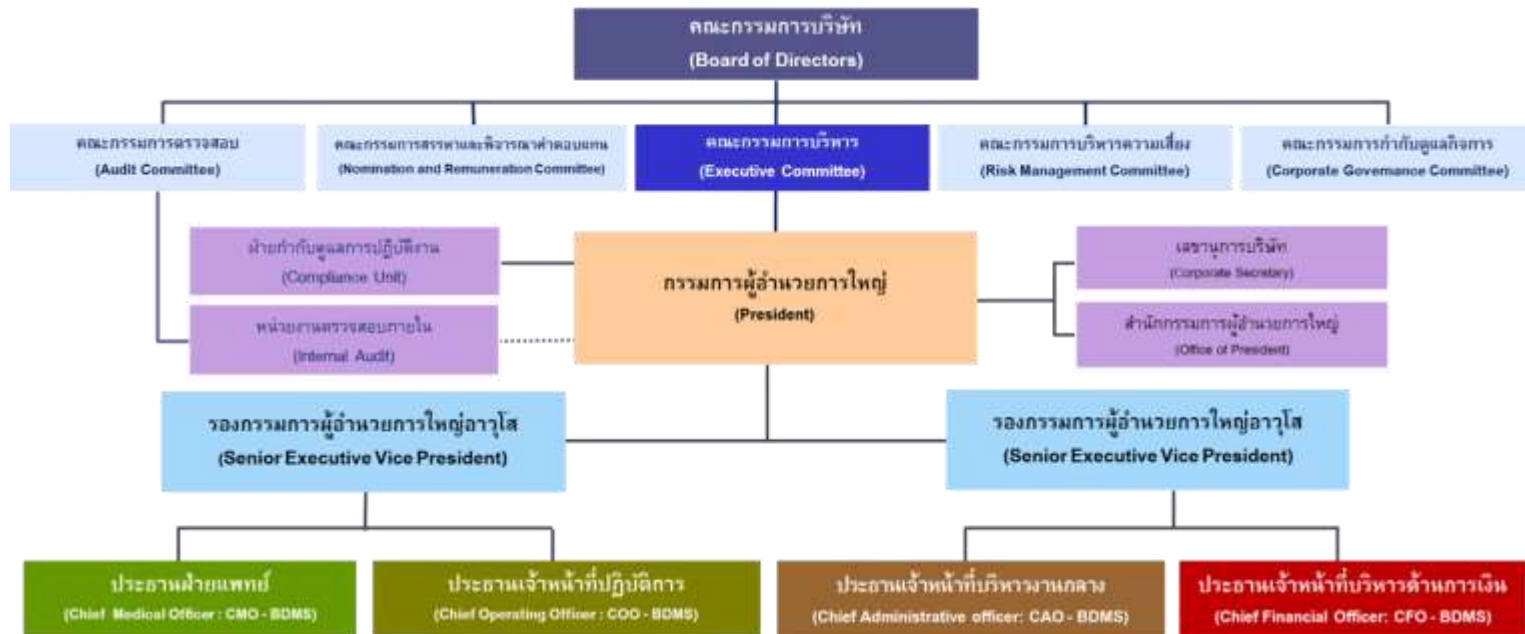 คณะกรรมการบริษัท
(Board of Directors)
คณะกรรมการตรวจสอบ
(Audit Committee)
คณะกรรมการสรรหาและพิจารณาค่าตอบแทน
(Nomination and Remuneration Committee)
คณะกรรมการบริหาร
(Executive Committee)
คณะกรรมการบริหารความเสี่ยง
(Risk Management Committee)
คณะกรรมการกำกับดูแลกิจการ
(Corporate Governance Committee)
ฝ่ายกำกับดูแลการปฏิบัติงาน
(Compliance Unit)
หน่วยงานตรวจสอบภายใน
(Internal Audit)
กรรมการผู้อำนวยการใหญ่
(President)
เลขานุการบริษัท
(Corporate Secretary)
สำนักกรรมการผู้อำนวยการใหญ่
(Office of President)
รองกรรมการผู้อำนวยการใหญ่อาวุโส
(Senior Executive Vice President)
รองกรรมการผู้อำนวยการใหญ่อาวุโส
(Senior Executive Vice President)
ประธานฝ่ายแพทย์
(Chief Medical Officer : CMO - BDMS)
ประธานเจ้าหน้าที่ปฏิบัติการ
(Chief Operating Officer : COO - BDMS)
ประธานเจ้าหน้าที่บริหารงานกลาง
(Chief Administrative officer: CAO - BDMS)
ประธานเจ้าหน้าที่บริหารด้านการเงิน
(Chief Financial Officer: CFO - BDMS)